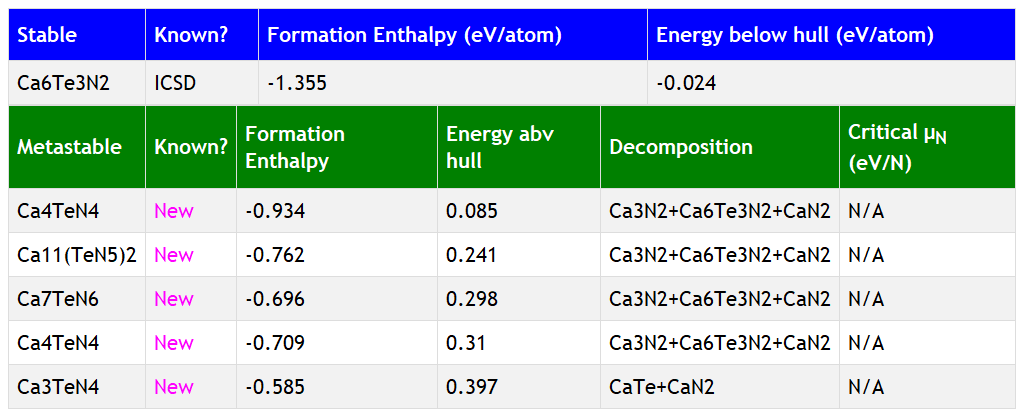 Stable Known? Formation Enthalpy (eV/atom) Energy below hull (eV/atom)
Ca6Te3N2 ICSD -1.355 -0.024
Metastable Known? Formation Enthalpy Energy abv hull Decomposition Critical μN (eV/N)
Ca4TeN4 New -0.934 0.085 Ca3N2+Ca6Te3N2+CaN2 N/A
Ca11(TeN5)2 New -0.762 0.241 Ca3N2+Ca6Te3N2+CaN2 N/A
Ca7TeN6 New -0.696 0.298 Ca3N2+Ca6Te3N2+CaN2 N/A
Ca4TeN4 New -0.709 0.31 Ca3N2+Ca6Te3N2+CaN2 N/A
Ca3TeN4 New -0.585 0.397 CaTe+CaN2 N/A